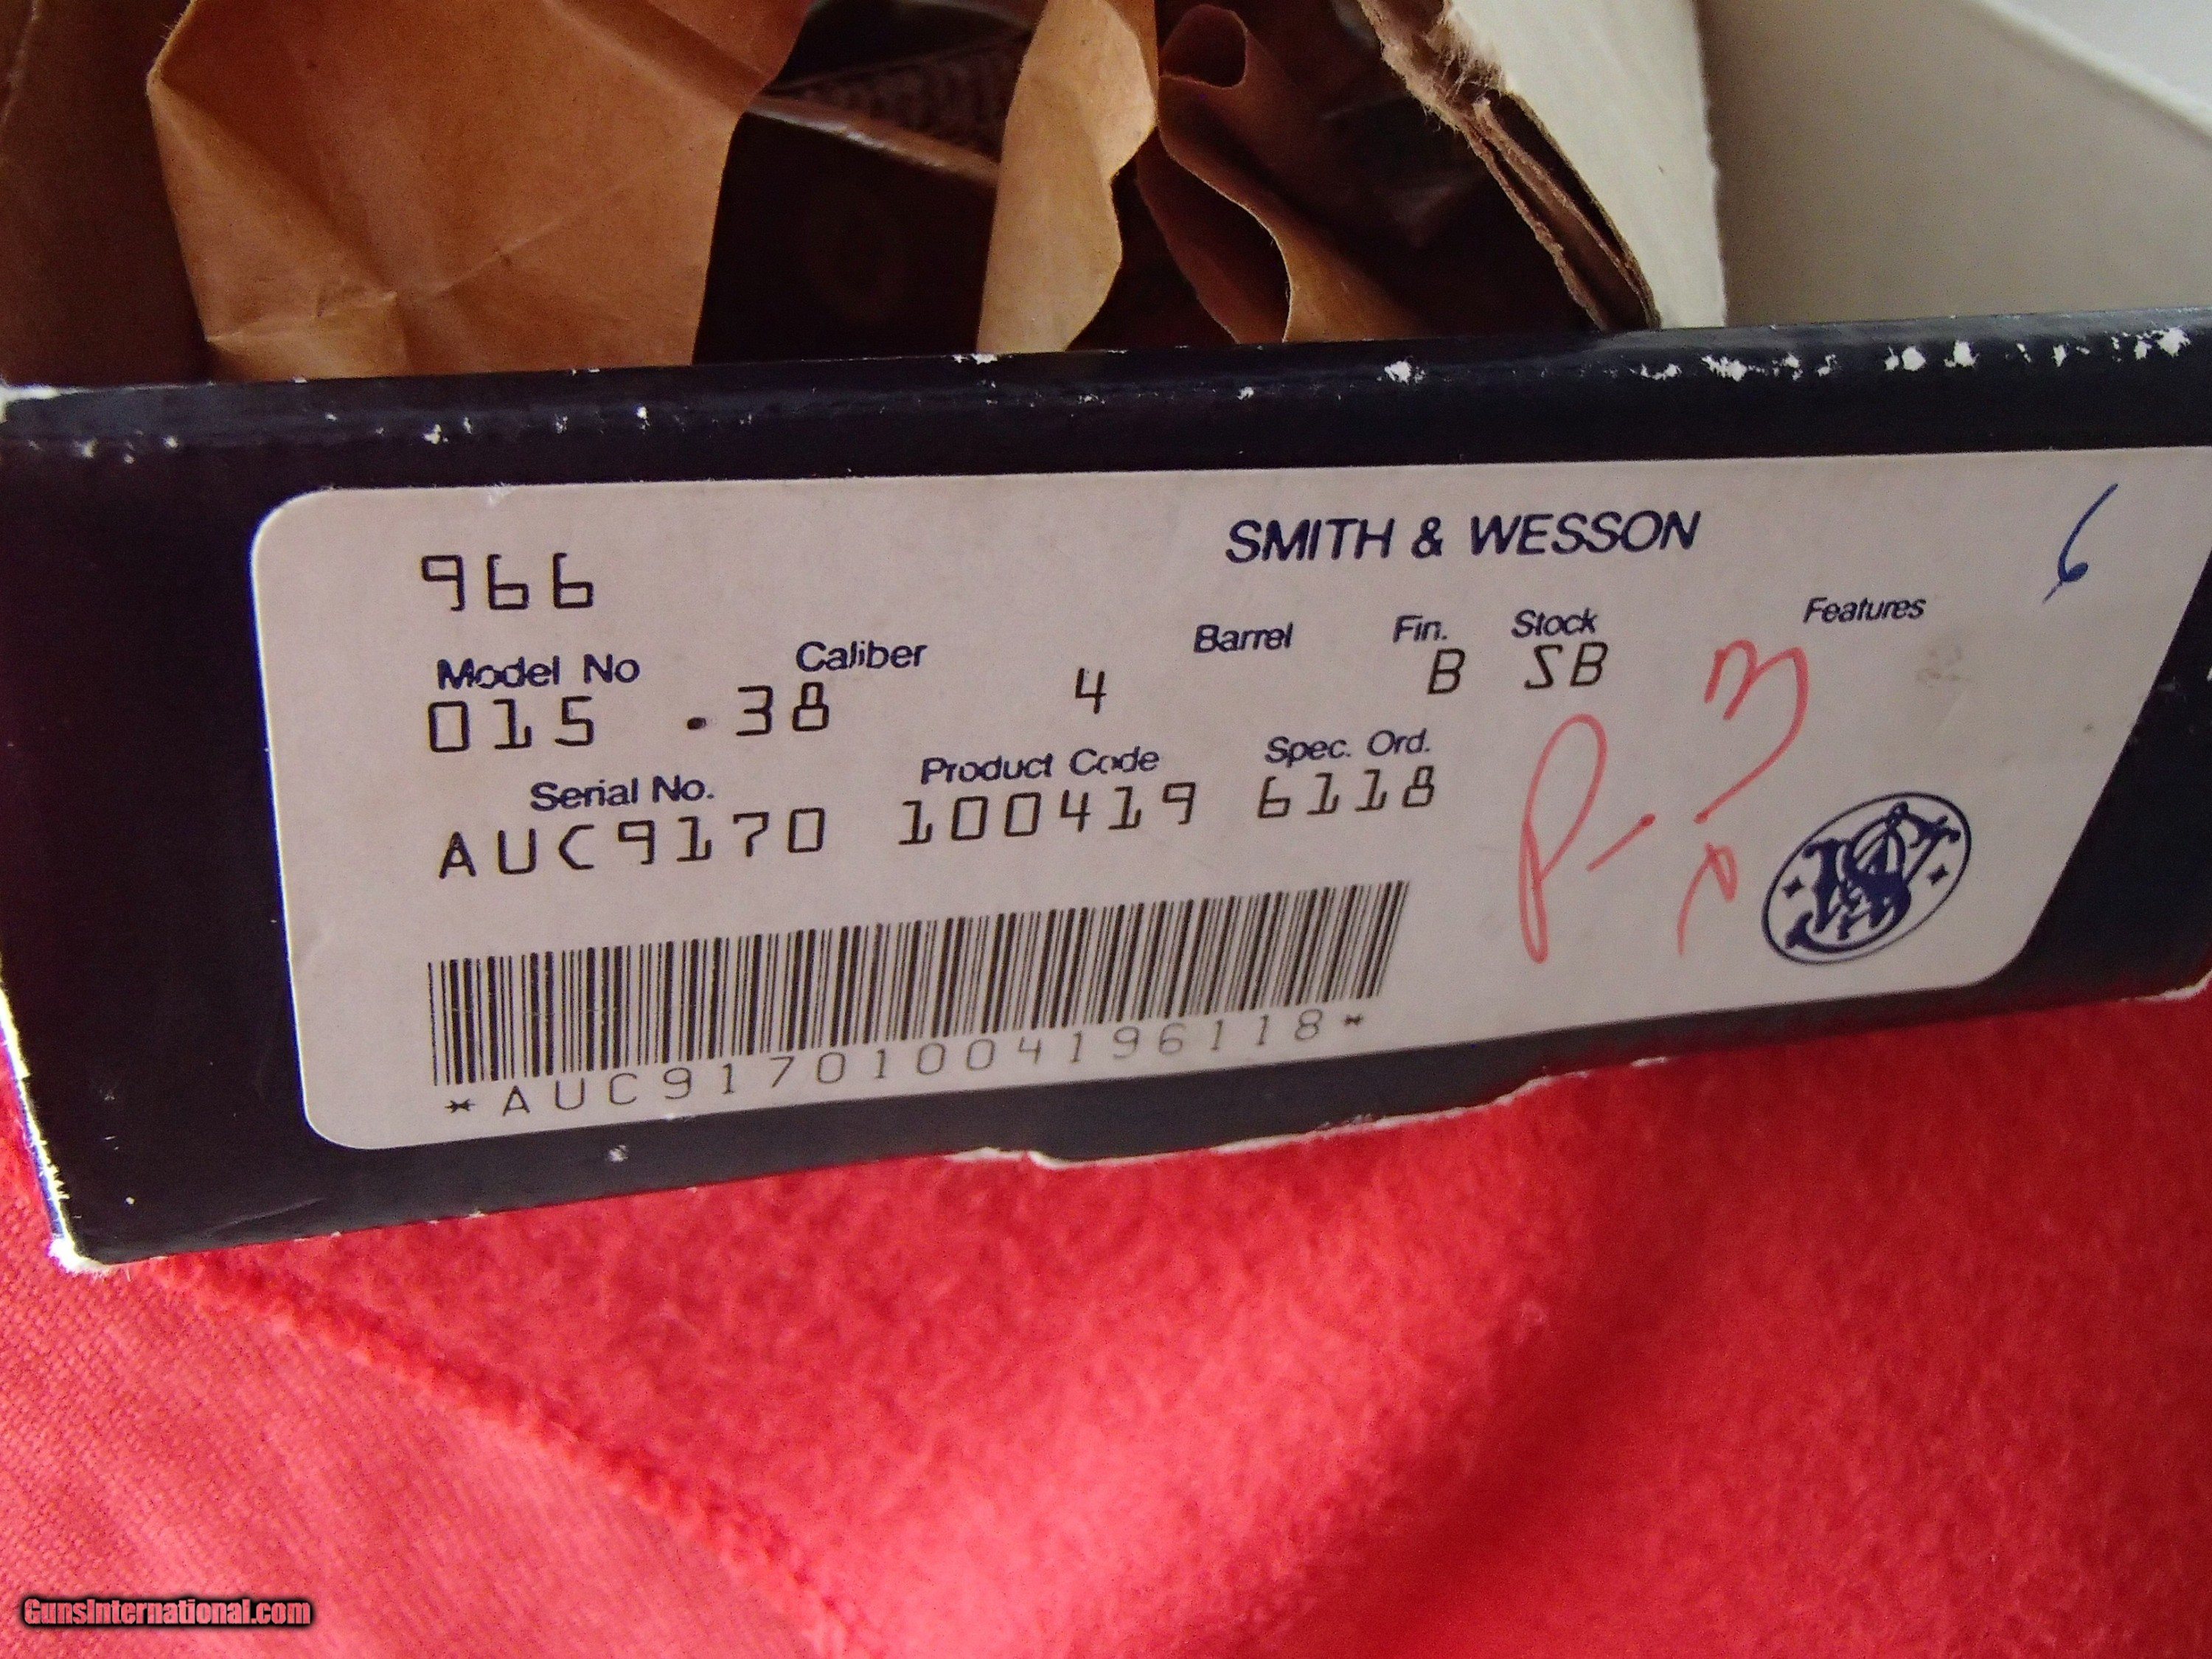 SMITH & WESSON
966
6
Model No Caliber Barrel Fin. Stock Features
015 .38 4 B SB
Serial No. Product Code Spec. Ord.
AUC9170 100419 6118
P-3
*AUC91701004196118*
GunsInternational.com